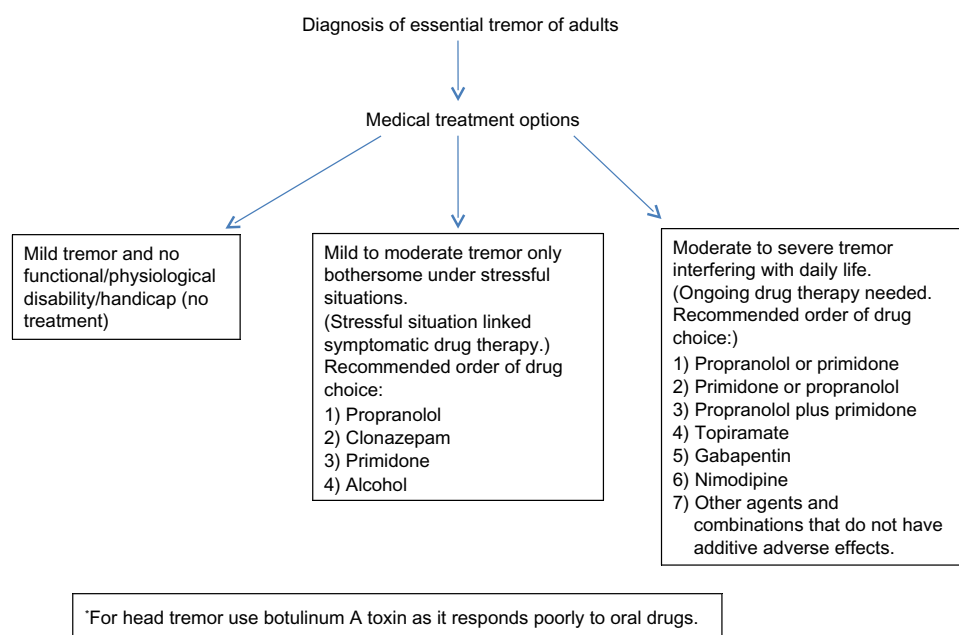 Diagnosis of essential tremor of adults
Medical treatment options
Mild tremor and no
functional/physiological
disability/handicap (no
treatment)
Mild to moderate tremor only
bothersome under stressful
situations.
(Stressful situation linked
symptomatic drug therapy.)
Recommended order of drug
choice:
1) Propranolol
2) Clonazepam
3) Primidone
4) Alcohol
Moderate to severe tremor
interfering with daily life.
(Ongoing drug therapy needed.
Recommended order of drug
choice:)
1) Propranolol or primidone
2) Primidone or propranolol
3) Propranolol plus primidone
4) Topiramate
5) Gabapentin
6) Nimodipine
7) Other agents and
combinations that do not have
additive adverse effects.
*For head tremor use botulinum A toxin as it responds poorly to oral drugs.